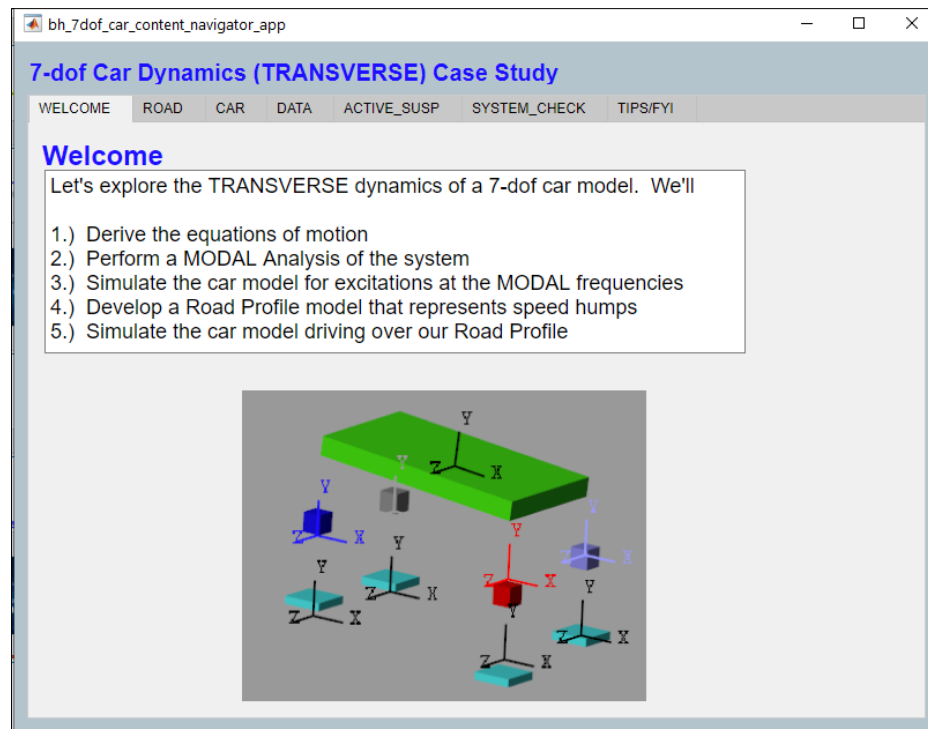 bh_7dof_car_content_navigator_app
7-dof Car Dynamics (TRANSVERSE) Case Study
WELCOME ROAD CAR DATA ACTIVE_SUSP SYSTEM_CHECK TIPS/FYI
Welcome
Let's explore the TRANSVERSE dynamics of a 7-dof car model. We'll
1.) Derive the equations of motion
2.) Perform a MODAL Analysis of the system
3.) Simulate the car model for excitations at the MODAL frequencies
4.) Develop a Road Profile model that represents speed humps
5.) Simulate the car model driving over our Road Profile
Y
Z X
Y
Y
Z X
Y
Z X
Y
Z X
Y
Z X
Y
Z X
Y
Z X
Y
Z X
Y
Z X